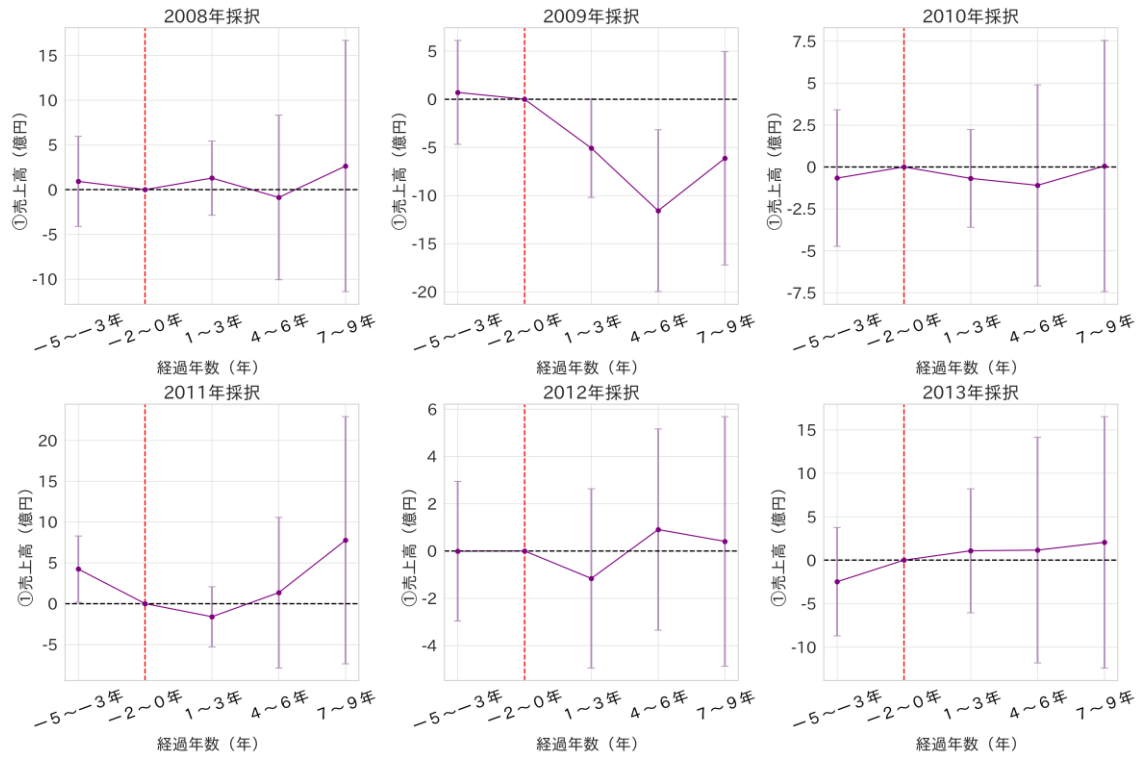 2008年採択
①売上高（億円）
15
10
5
0
-5
-10
－5～－3年
－2～0年
1～3年
4～6年
7～9年
経過年数（年）
2009年採択
①売上高（億円）
5
0
-5
-10
-15
-20
－5～－3年
－2～0年
1～3年
4～6年
7～9年
経過年数（年）
2010年採択
①売上高（億円）
7.5
5
2.5
0
-2.5
-5
-7.5
－5～－3年
－2～0年
1～3年
4～6年
7～9年
経過年数（年）
2011年採択
①売上高（億円）
20
15
10
5
0
-5
－5～－3年
－2～0年
1～3年
4～6年
7～9年
経過年数（年）
2012年採択
①売上高（億円）
6
4
2
0
-2
-4
－5～－3年
－2～0年
1～3年
4～6年
7～9年
経過年数（年）
2013年採択
①売上高（億円）
15
10
5
0
-5
-10
－5～－3年
－2～0年
1～3年
4～6年
7～9年
経過年数（年）